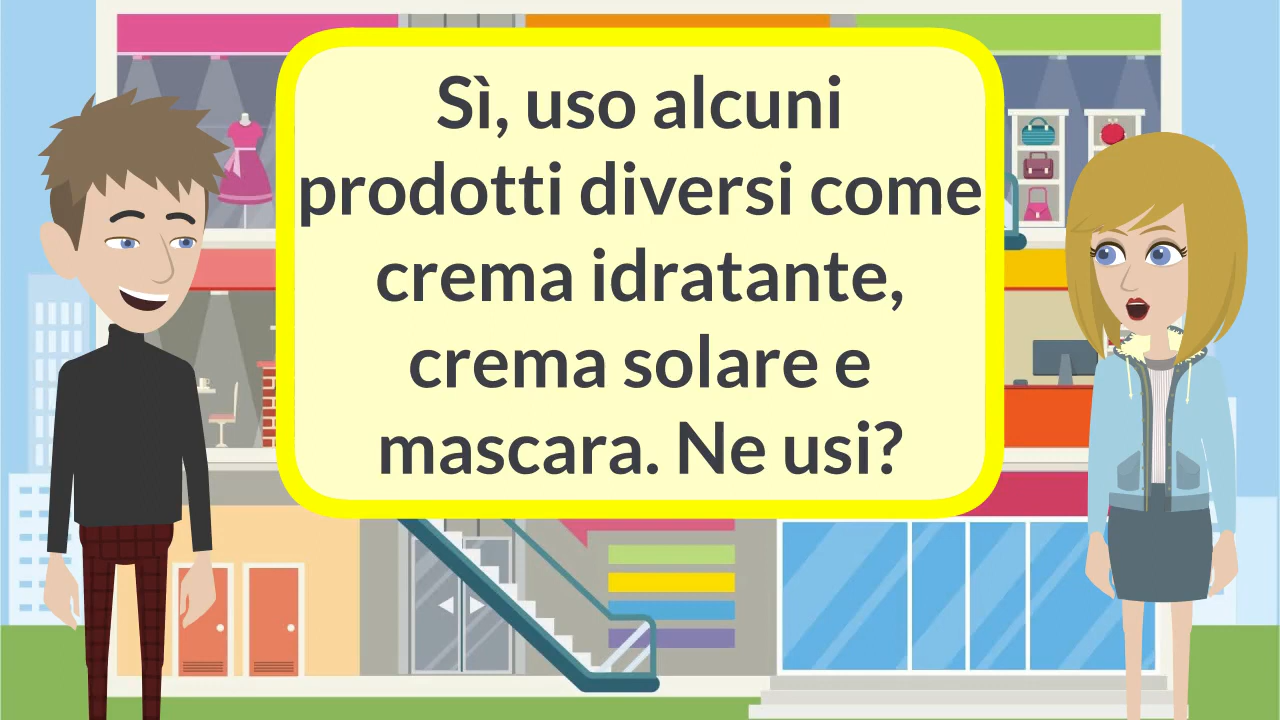 Sì, uso alcuni
prodotti diversi come
crema idratante,
crema solare e
mascara. Ne usi?